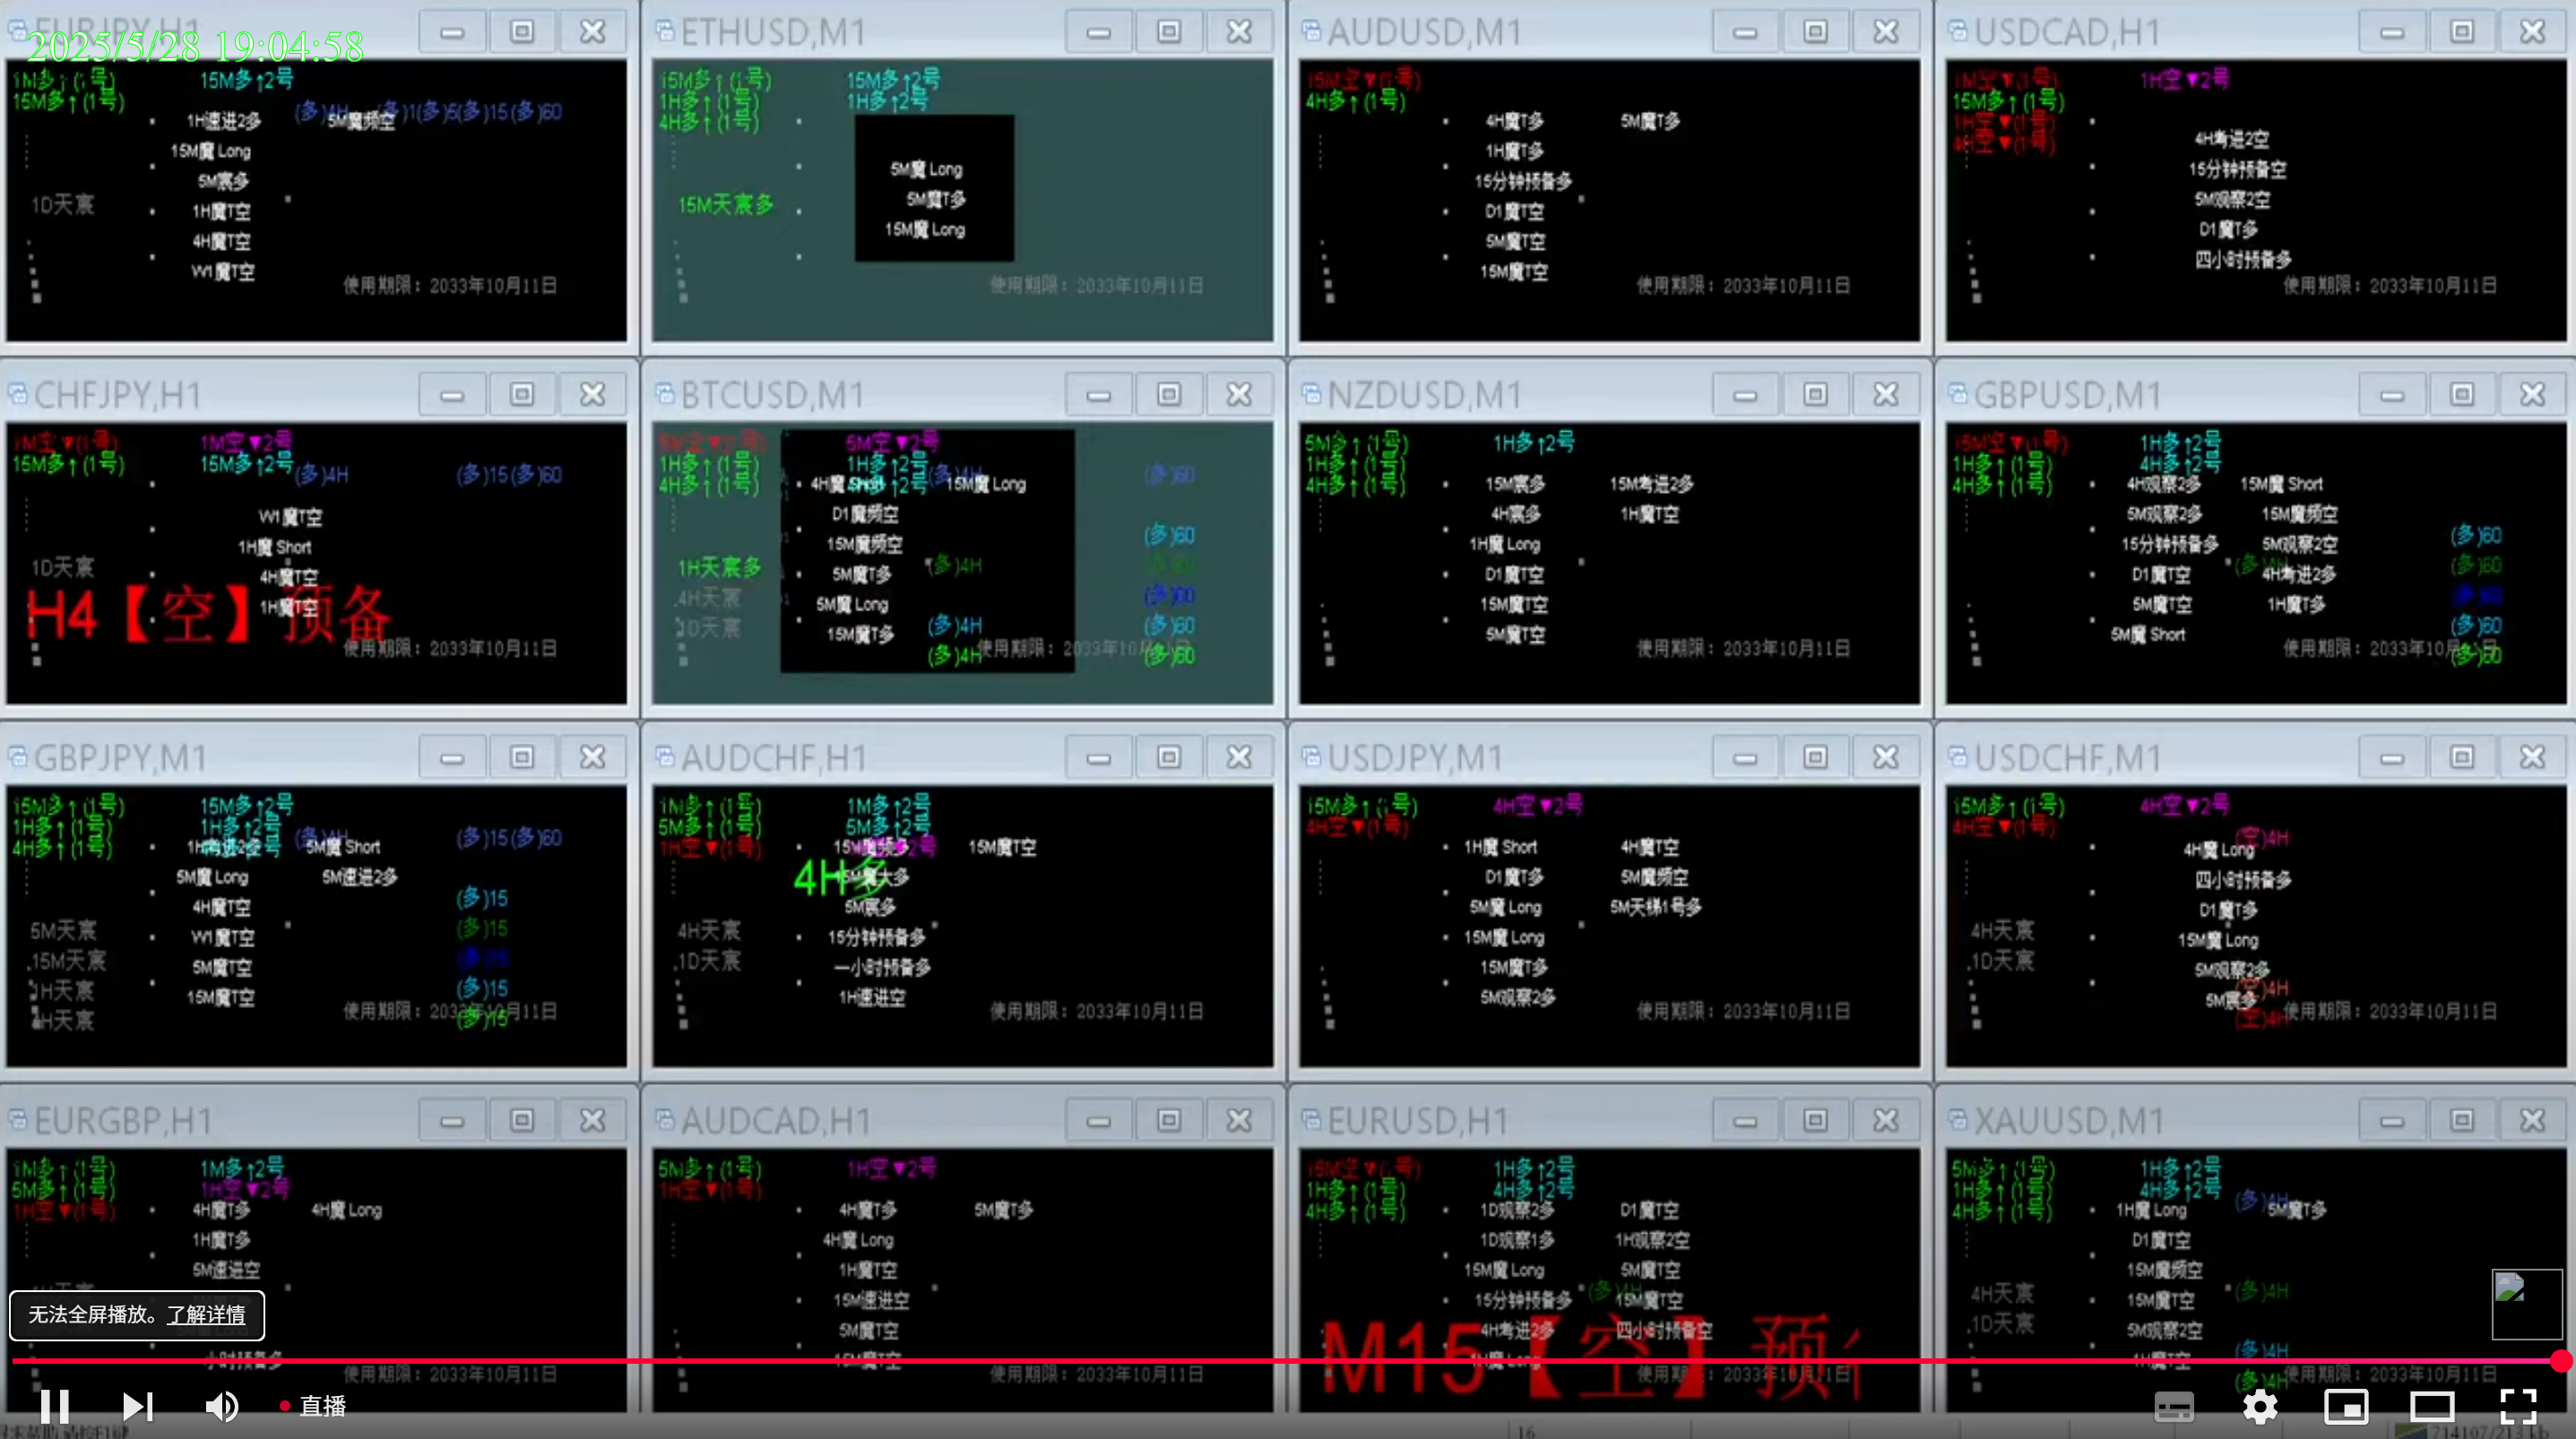 EURJPY,H1
2025/5/28 19:04:58
1M多↑(1号)
15M多↑2号
15M多↑(1号)
(多)4H (多)1(多)5(多)15(多)60
1H速进2多
5M魔频空
15M魔 Long
5M宸多
1D天宸
1H魔T空
4H魔T空
W1魔T空
使用期限：2033年10月11日
ETHUSD,M1
15M多↑(1号)
15M多↑2号
1H多↑(1号)
1H多↑2号
4H多↑(1号)
5M魔 Long
5M魔T多
15M天宸多
15M魔 Long
使用期限：2033年10月11日
AUDUSD,M1
15M空▼(1号)
4H多↑(1号)
4H魔T多
5M魔T多
1H魔T多
15分钟预备多
D1魔T空
5M魔T空
15M魔T空
使用期限：2033年10月11日
USDCAD,H1
1M空▼(1号)
1H空▼2号
15M多↑(1号)
1H空▼(1号)
4H空▼(1号)
4H考进2空
15分钟预备空
5M观察2空
D1魔T多
四小时预备多
使用期限：2033年10月11日
CHFJPY,H1
1M空▼(1号)
1M空▼2号
15M多↑(1号)
15M多↑2号
(多)4H
(多)15(多)60
W1魔T空
1H魔 Short
1D天宸
4H魔T空
H4【空】预备
1H魔T空
使用期限：2033年10月11日
BTCUSD,M1
5M空▼(1号)
5M空▼2号
1H多↑(1号)
1H多↑2号
(多)4H
(多)60
4H多↑(1号)
4H魔 Short
4H多↑2号
15M魔 Long
D1魔频空
15M魔频空
(多)60
1H天宸多
5M魔T多
(多)4H
4H天宸
5M魔 Long
1D天宸
15M魔T多
(多)4H
(多)60
(多)4H
(多)60
使用期限：2033年10月11日
NZDUSD,M1
5M多↑(1号)
1H多↑2号
1H多↑(1号)
4H多↑(1号)
15M宸多
15M考进2多
4H宸多
1H魔T空
1H魔 Long
D1魔T空
15M魔T空
5M魔T空
使用期限：2033年10月11日
GBPUSD,M1
15M空▼(1号)
1H多↑2号
1H多↑(1号)
4H多↑2号
4H多↑(1号)
4H观察2多
15M魔 Short
5M观察2多
15M魔频空
15分钟预备多
5M观察2空
(多)60
D1魔T空
(多)4H
4H考进2多
(多)60
5M魔T空
1H魔T多
(多)60
5M魔 Short
(多)60
使用期限：2033年10月11日
(多)60
GBPJPY,M1
15M多↑(1号)
15M多↑2号
1H多↑(1号)
1H多↑2号
(多)4H
(多)15(多)60
4H多↑(1号)
1H考进2多
5M魔 Short
5M魔 Long
5M速进2多
4H魔T空
(多)15
5M天宸
W1魔T空
(多)15
15M天宸
5M魔T空
(多)15
1H天宸
15M魔T空
(多)15
4H天宸
使用期限：2033年10月11日
(多)15
AUDCHF,H1
1M多↑(1号)
1M多↑2号
5M多↑(1号)
5M多↑2号
1H空▼(1号)
15M魔频多
15M魔T空
4H多
5M魔大多
5M宸多
4H天宸
15分钟预备多
1D天宸
一小时预备多
1H速进空
使用期限：2033年10月11日
USDJPY,M1
15M多↑(1号)
4H空▼2号
4H空▼(1号)
1H魔 Short
4H魔T空
D1魔T多
5M魔频空
5M魔 Long
5M天梯1号多
15M魔 Long
15M魔T多
5M观察2多
使用期限：2033年10月11日
USDCHF,M1
15M多↑(1号)
4H空▼2号
4H空▼(1号)
(空)4H
4H魔 Long
四小时预备多
D1魔T多
4H天宸
15M魔 Long
1D天宸
5M观察2多
(空)4H
5M宸多
(空)4H
使用期限：2033年10月11日
EURGBP,H1
1M多↑(1号)
1M多↑2号
5M多↑(1号)
1H空▼2号
1H空▼(1号)
4H魔T多
4H魔 Long
1H魔T多
5M速进空
小时预备多
使用期限：2033年10月11日
AUDCAD,H1
5M多↑(1号)
1H空▼2号
1H空▼(1号)
4H魔T多
5M魔T多
4H魔 Long
1H魔T空
15M速进空
5M魔T空
15M魔T空
使用期限：2033年10月11日
EURUSD,H1
15M空▼(1号)
1H多↑2号
1H多↑(1号)
4H多↑2号
4H多↑(1号)
1D观察2多
D1魔T空
1D观察1多
1H观察2空
15M魔 Long
5M魔T空
15分钟预备多
(多)4H
15M魔T空
4H考进2多
四小时预备空
M15【空】预
使用期限：2033年10月11日
XAUUSD,M1
5M多↑(1号)
1H多↑2号
1H多↑(1号)
4H多↑2号
4H多↑(1号)
(多)4H
1H魔 Long
5M魔T多
D1魔T空
15M魔频空
4H天宸
15M魔T空
(多)4H
1D天宸
5M观察2空
1H魔T空
(多)4H
使用期限：2033年10月11日
(多)4H
无法全屏播放。了解详情
直播
16
714107/213 kb